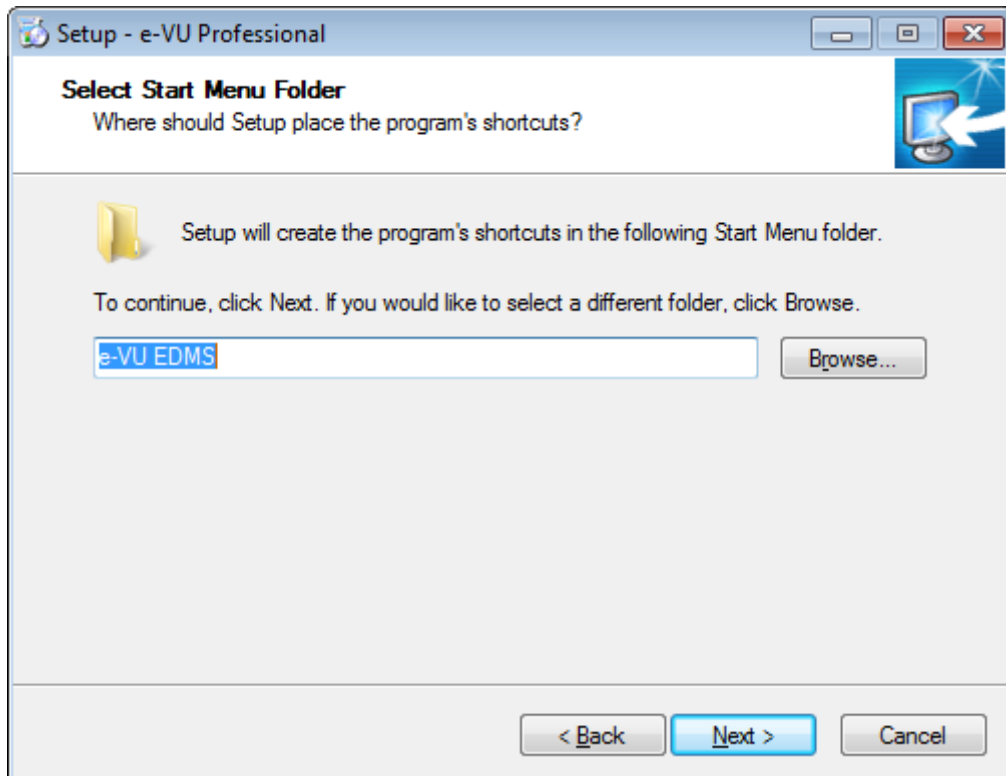 Setup - e-VU Professional
Select Start Menu Folder
Where should Setup place the program's shortcuts?
Setup will create the program's shortcuts in the following Start Menu folder.
To continue, click Next. If you would like to select a different folder, click Browse.
e-VU EDMS
Browse...
< Back
Next >
Cancel